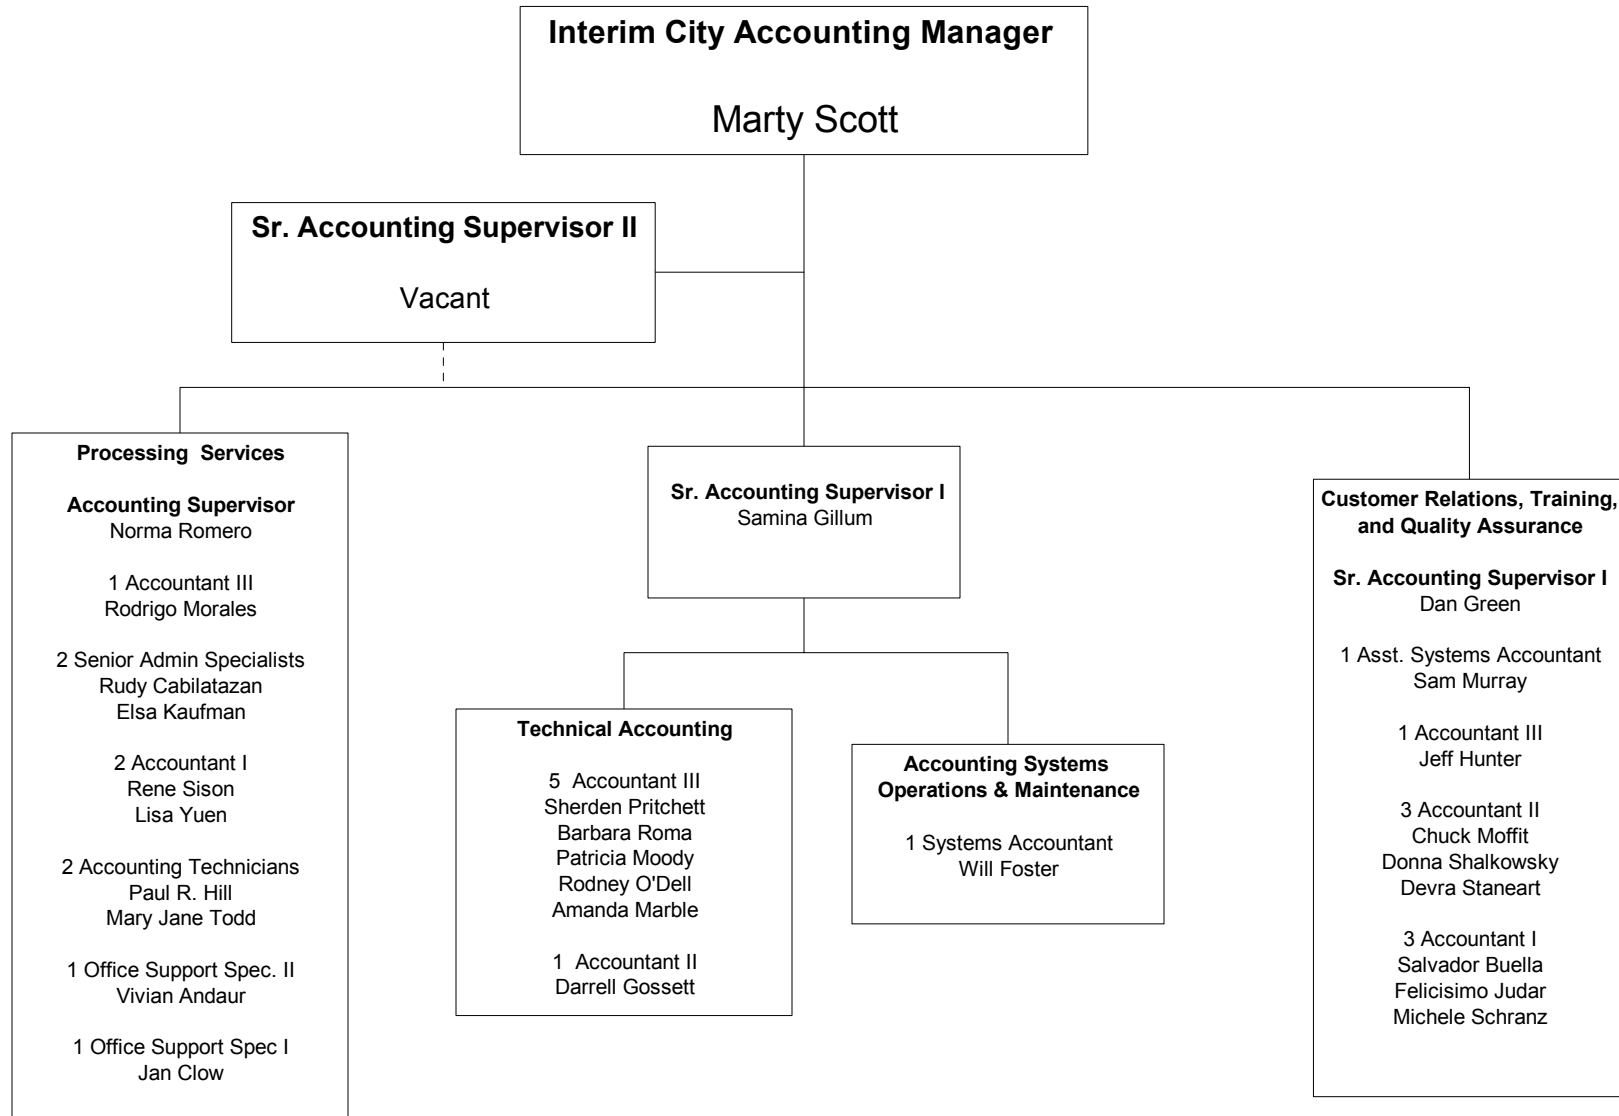 Interim City Accounting Manager
Marty Scott
Sr. Accounting Supervisor II
Vacant
Processing Services
Accounting Supervisor
Norma Romero
1 Accountant III
Rodrigo Morales
2 Senior Admin Specialists
Rudy Cabilatazan
Elsa Kaufman
2 Accountant I
Rene Sison
Lisa Yuen
2 Accounting Technicians
Paul R. Hill
Mary Jane Todd
1 Office Support Spec. II
Vivian Andaur
1 Office Support Spec I
Jan Clow
Sr. Accounting Supervisor I
Samina Gillum
Technical Accounting
5 Accountant III
Sherden Pritchett
Barbara Roma
Patricia Moody
Rodney O'Dell
Amanda Marble
1 Accountant II
Darrell Gossett
Accounting Systems
Operations & Maintenance
1 Systems Accountant
Will Foster
Customer Relations, Training,
and Quality Assurance
Sr. Accounting Supervisor I
Dan Green
1 Asst. Systems Accountant
Sam Murray
1 Accountant III
Jeff Hunter
3 Accountant II
Chuck Moffit
Donna Shalkowsky
Devra Staneart
3 Accountant I
Salvador Buella
Felicisimo Judar
Michele Schranz